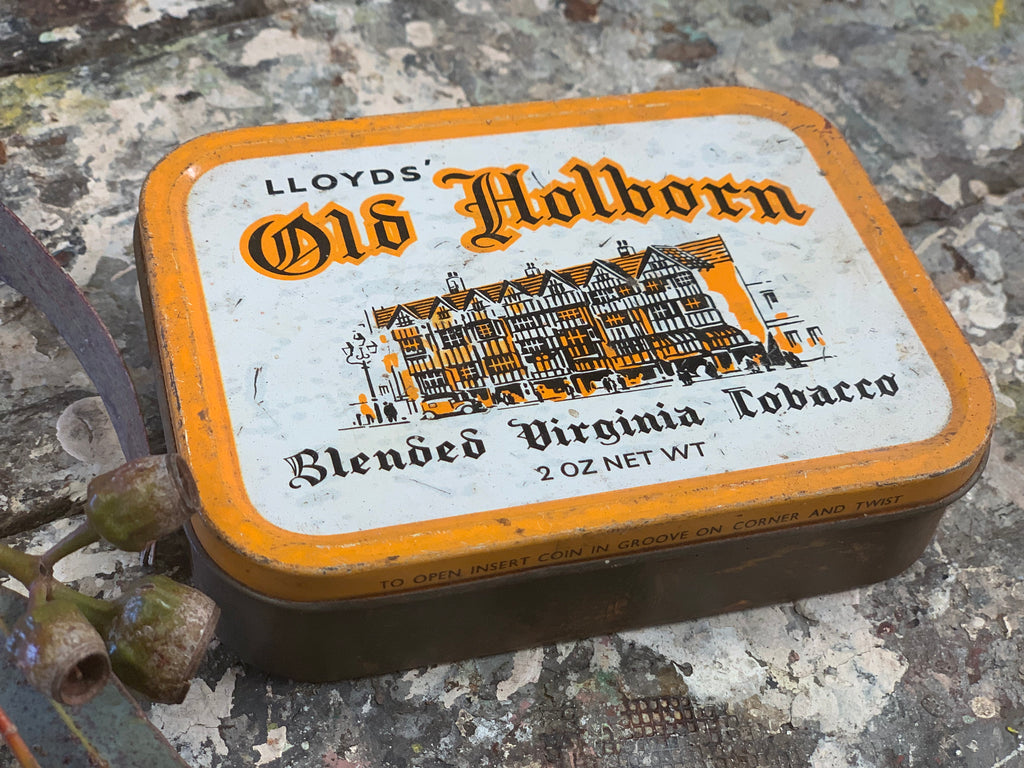 LLOYDS'
Old Holborn
Blended Virginia Tobacco
2 OZ NET WT
TO OPEN INSERT COIN IN GROOVE ON CORNER AND TWIST